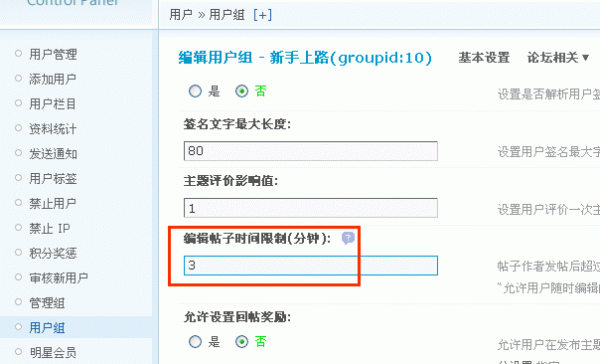 Control Panel
用户 » 用户组 [+]
用户管理
添加用户
用户栏目
资料统计
发送通知
用户标签
禁止用户
禁止 IP
积分奖惩
审核新用户
管理组
用户组
明星会员
编辑用户组 - 新手上路(groupid:10) 基本设置 论坛相关▼
是 否 设置是否解析用户签
签名文字最大长度:
80 设置用户签名最大字
主题评价影响值:
1 设置用户评价一次主
编辑帖子时间限制(分钟): ?
3 帖子作者发帖后超过
“允许用户随时编辑
允许设置回帖奖励:
是 否 允许用户在发布主题